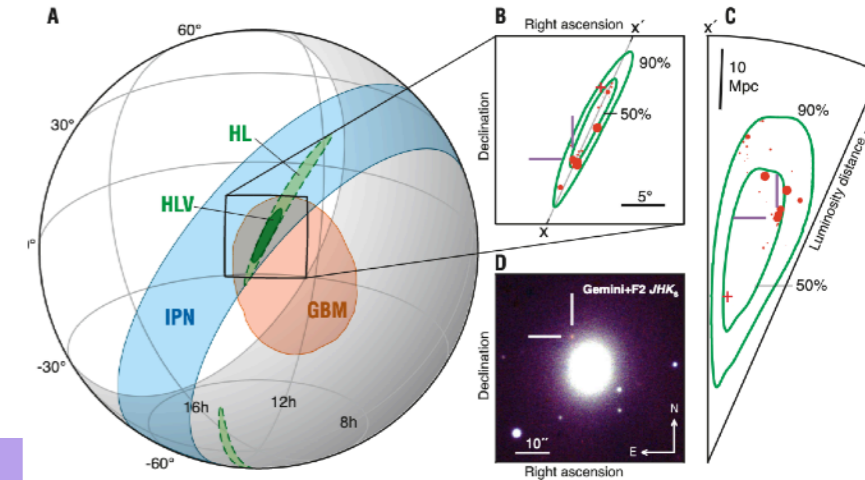 A
60°
30°
HL
HLV
IPN
GBM
-30°
16h
12h
8h
-60°
B
Right ascension
X′
90%
50%
Declination
5°
X
C
X′
10
Mpc
90%
Luminosity distance
50%
D
Gemini+F2 JHKs
Declination
10″
N
E
Right ascension